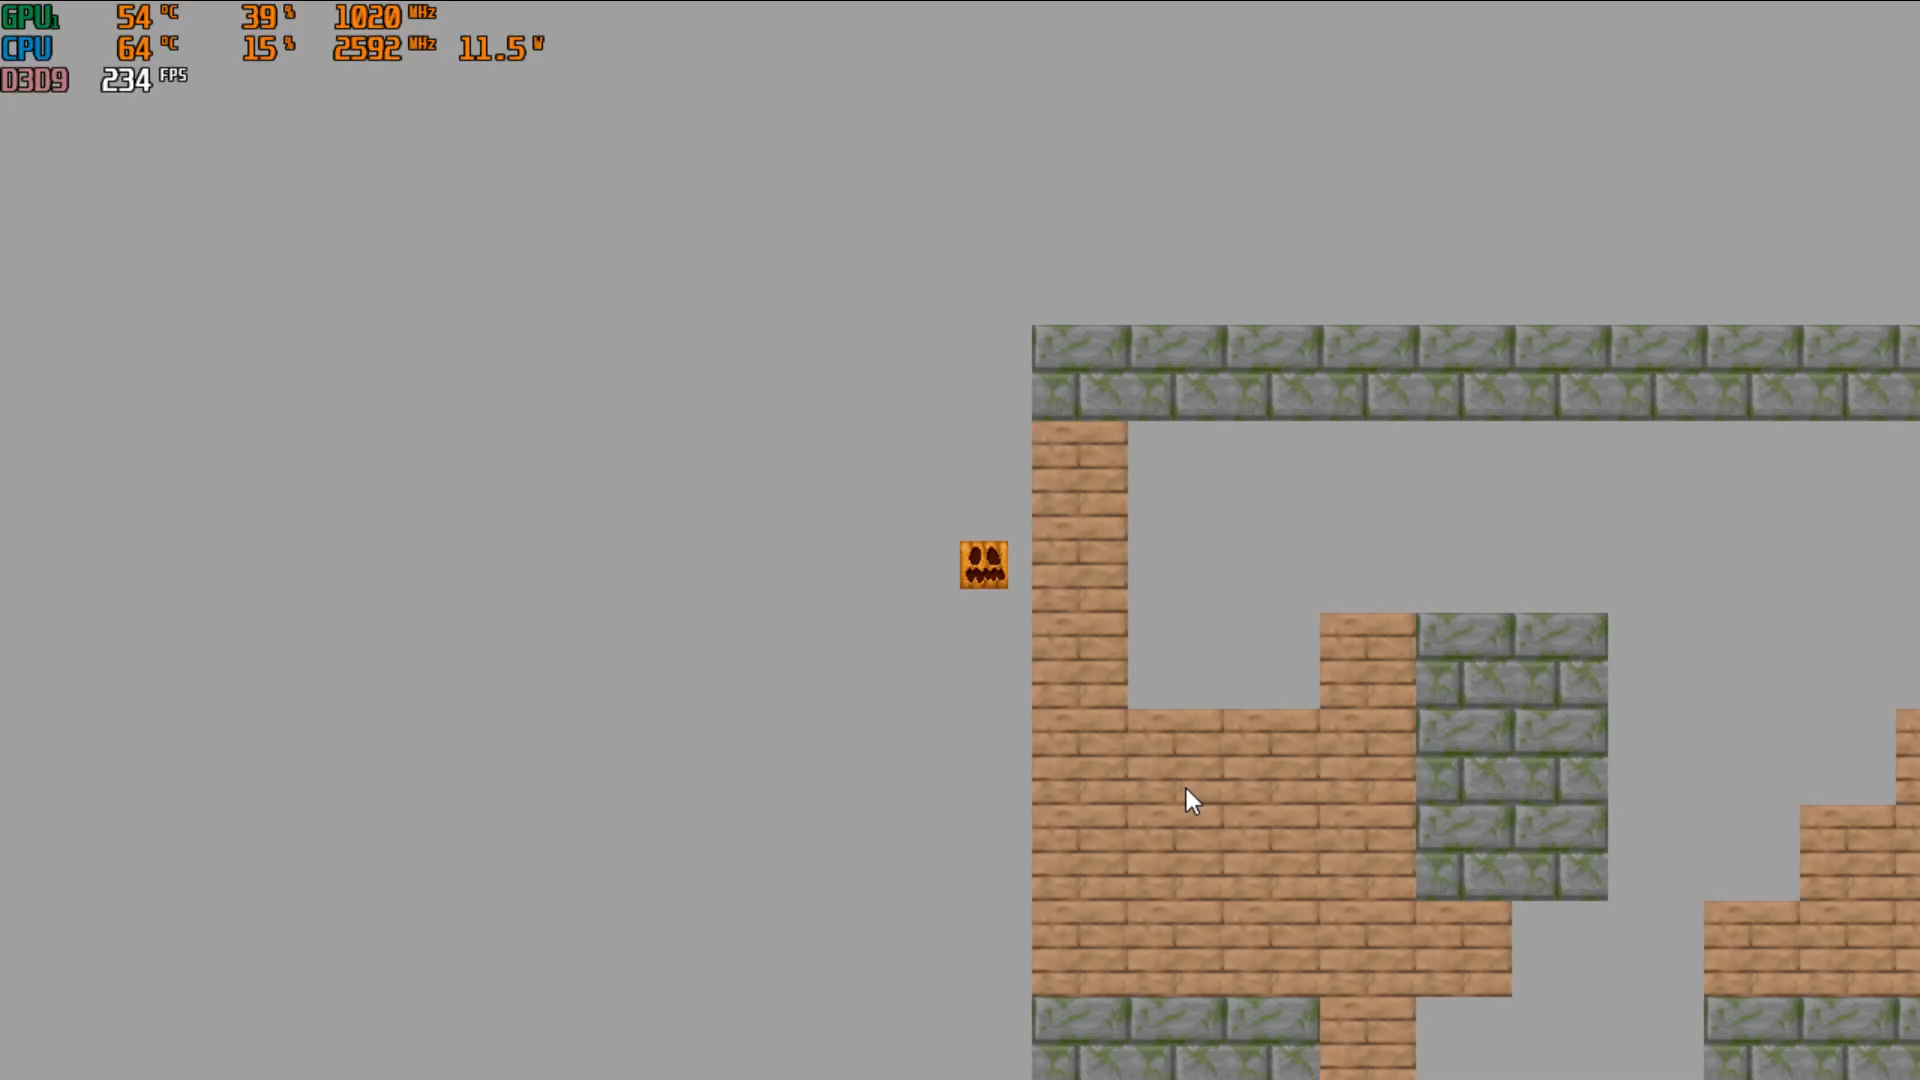 GPU1 54 °C 39 % 1020 MHz
CPU 64 °C 15 % 2592 MHz 11.5 W
D3D9 234 FPS